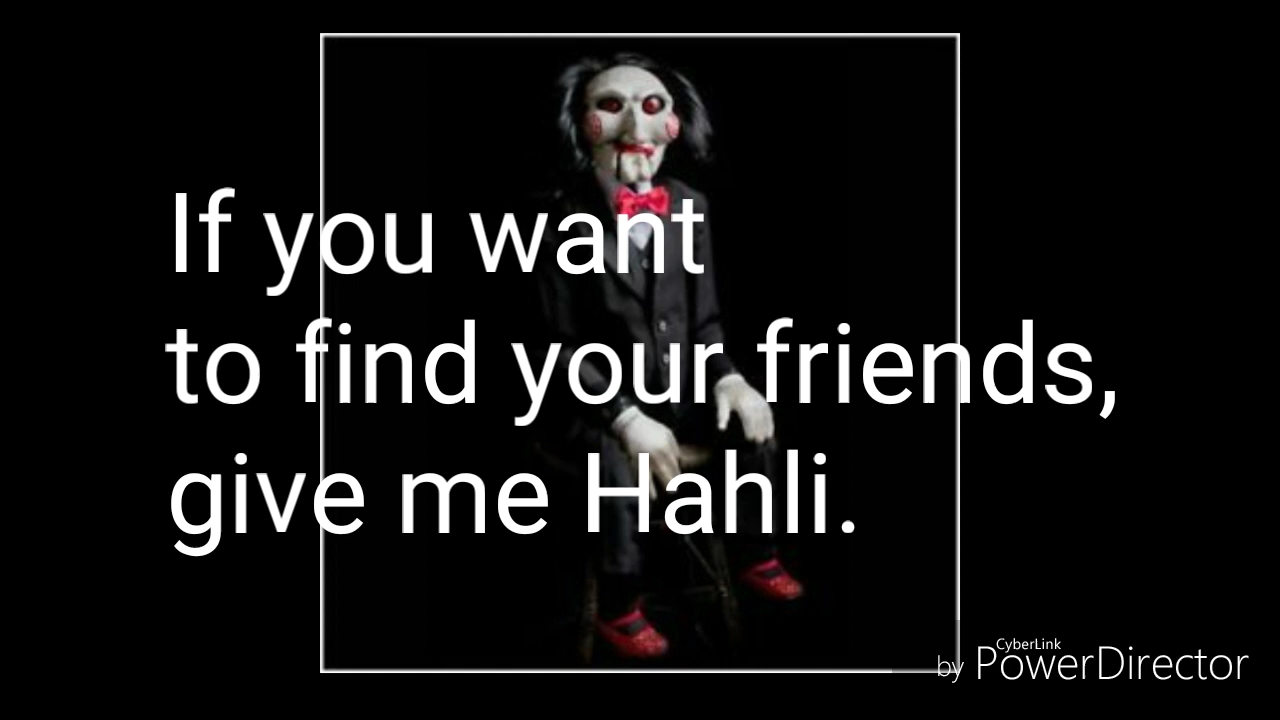 If you want
to find your friends,
give me Hahli.
CyberLink
by PowerDirector